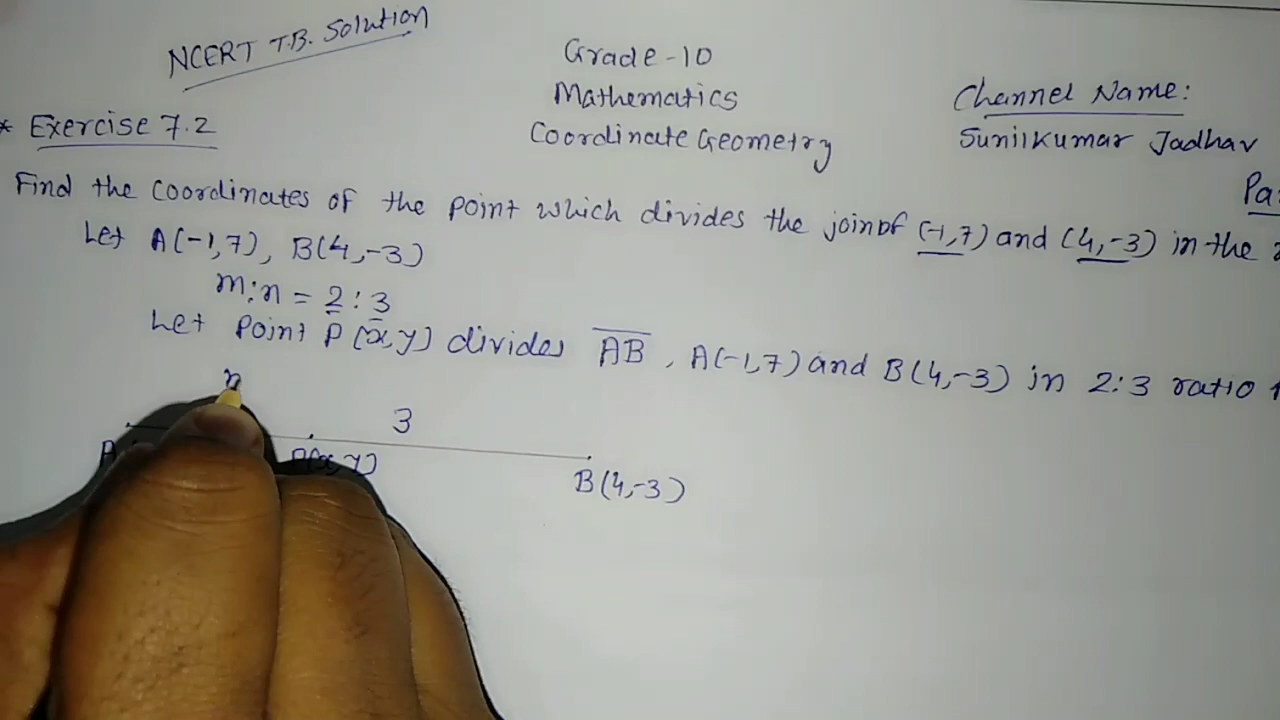 NCERT T.B. Solution
Grade-10
Mathematics
Coordinate Geometry
Channel Name:
Sunilkumar Jadhav
* Exercise 7.2
Find the coordinates of the point which divides the join of (-1,7) and (4,-3) in the
Let A(-1,7), B(4,-3)
m:n = 2:3
Let point P(x,y) divides AB, A(-1,7) and B(4,-3) in 2:3 ratio
3
P(x,y)
B(4,-3)